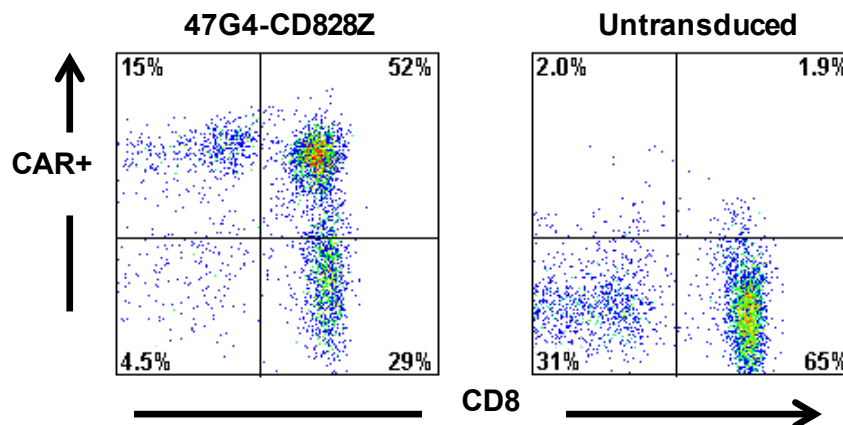 47G4-CD828Z Untransduced
15% 52% 2.0% 1.9%
CAR+
4.5% 29% 31% 65%
CD8